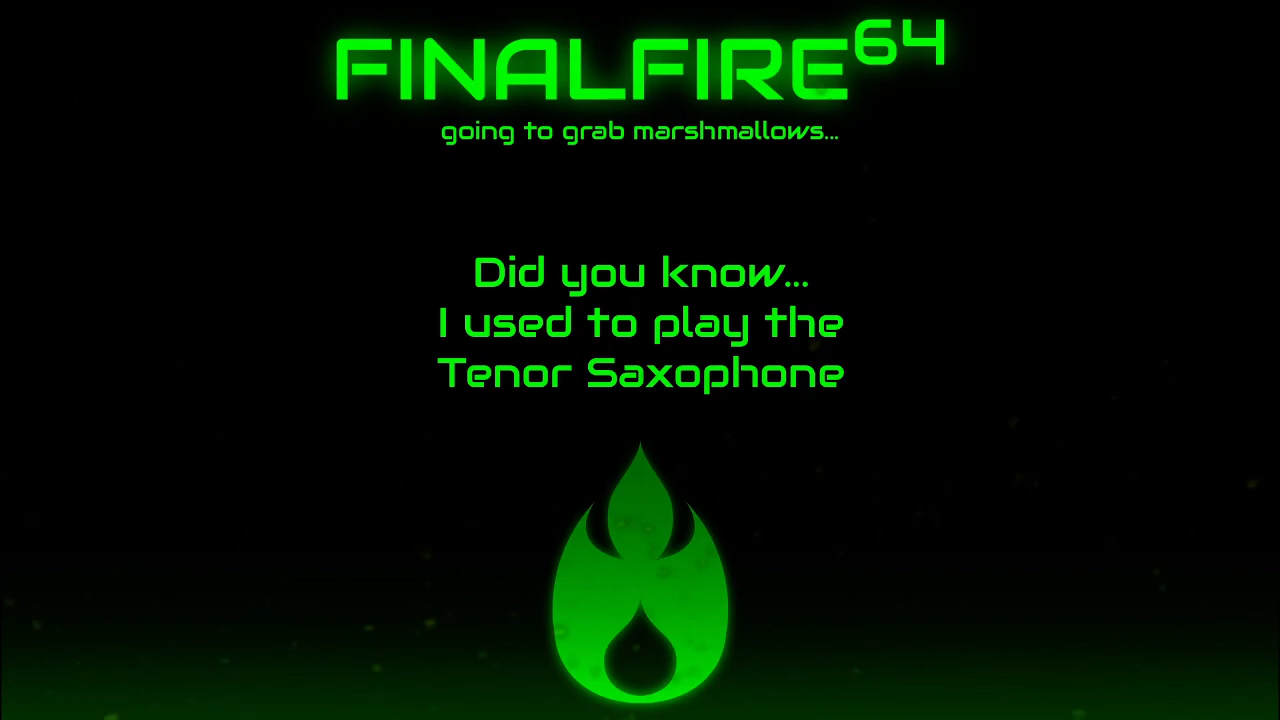 FINALFIRE64
going to grab marshmallows...
Did you know...
I used to play the
Tenor Saxophone